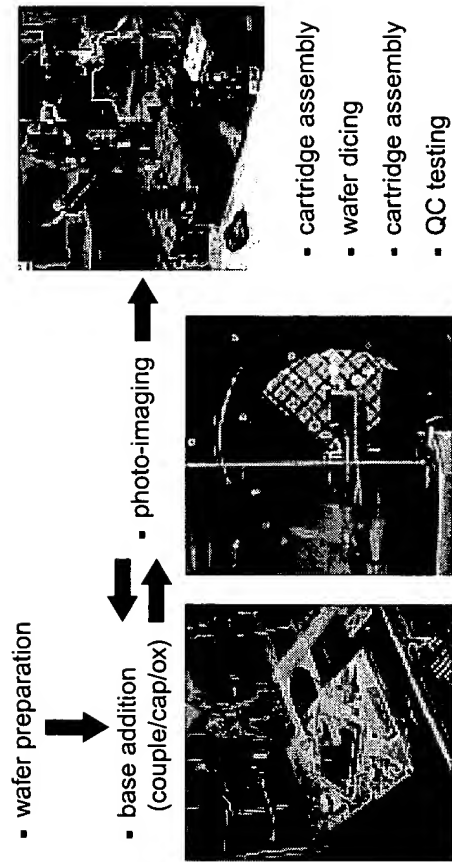 ▪ wafer preparation
▪ base addition
(couple/cap/ox)
▪ photo-imaging
▪ cartridge assembly
▪ wafer dicing
▪ cartridge assembly
▪ QC testing